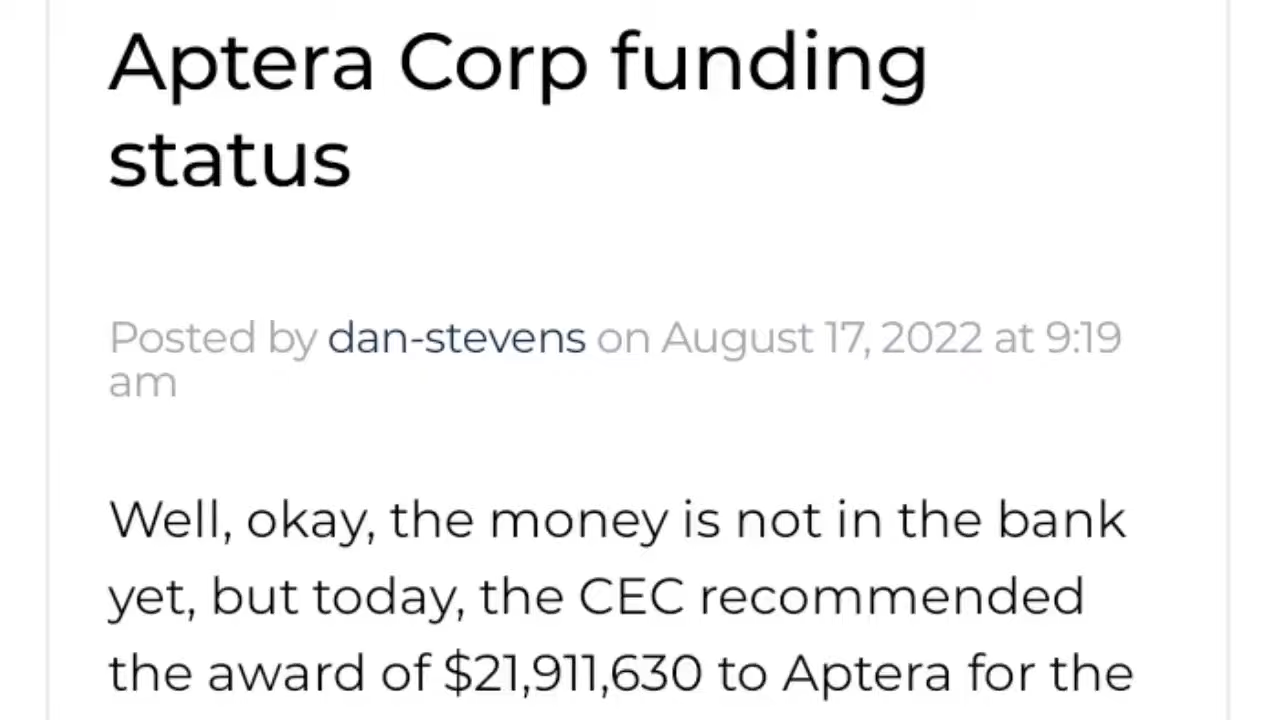 Aptera Corp funding
status
Posted by dan-stevens on August 17, 2022 at 9:19
am
Well, okay, the money is not in the bank
yet, but today, the CEC recommended
the award of $21,911,630 to Aptera for the